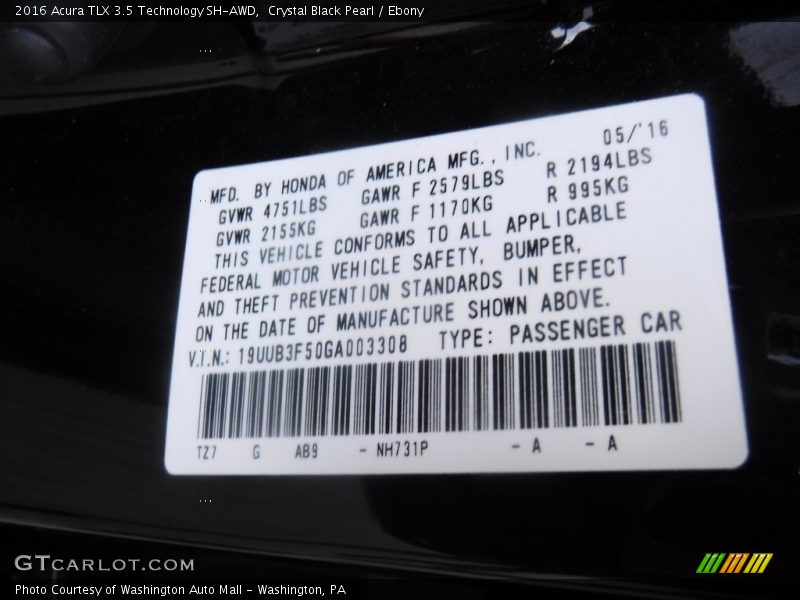 2016 Acura TLX 3.5 Technology SH-AWD, Crystal Black Pearl / Ebony
MFD. BY HONDA OF AMERICA MFG., INC. 05/'16
GVWR 4751LBS GAWR F 2579LBS R 2194LBS
GVWR 2155KG GAWR F 1170KG R 995KG
THIS VEHICLE CONFORMS TO ALL APPLICABLE
FEDERAL MOTOR VEHICLE SAFETY, BUMPER,
AND THEFT PREVENTION STANDARDS IN EFFECT
ON THE DATE OF MANUFACTURE SHOWN ABOVE.
V.I.N.: 19UUB3F50GA003308 TYPE: PASSENGER CAR
TZ7 G AB9 - NH731P - A - A
GTCARLOT.COM
Photo Courtesy of Washington Auto Mall - Washington, PA